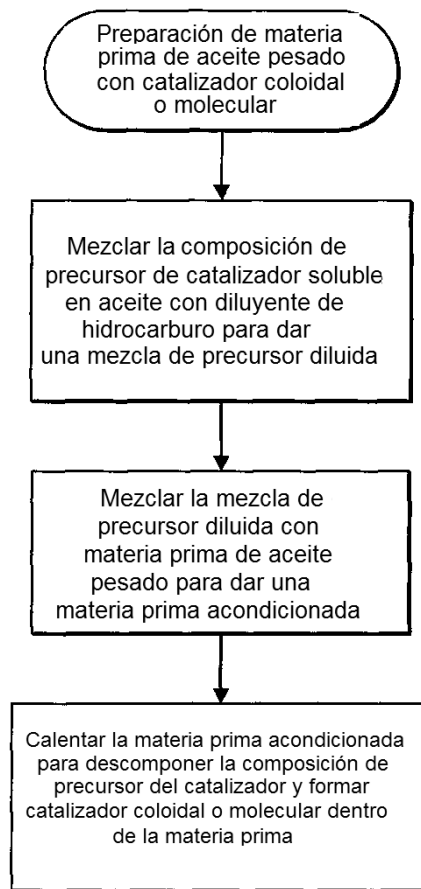 Preparación de materia
prima de aceite pesado
con catalizador coloidal
o molecular
Mezclar la composición de
precursor de catalizador soluble
en aceite con diluyente de
hidrocarburo para dar
una mezcla de precursor diluida
Mezclar la mezcla de
precursor diluida con
materia prima de aceite
pesado para dar una
materia prima acondicionada
Calentar la materia prima acondicionada
para descomponer la composición de
precursor del catalizador y formar
catalizador coloidal o molecular dentro
de la materia prima